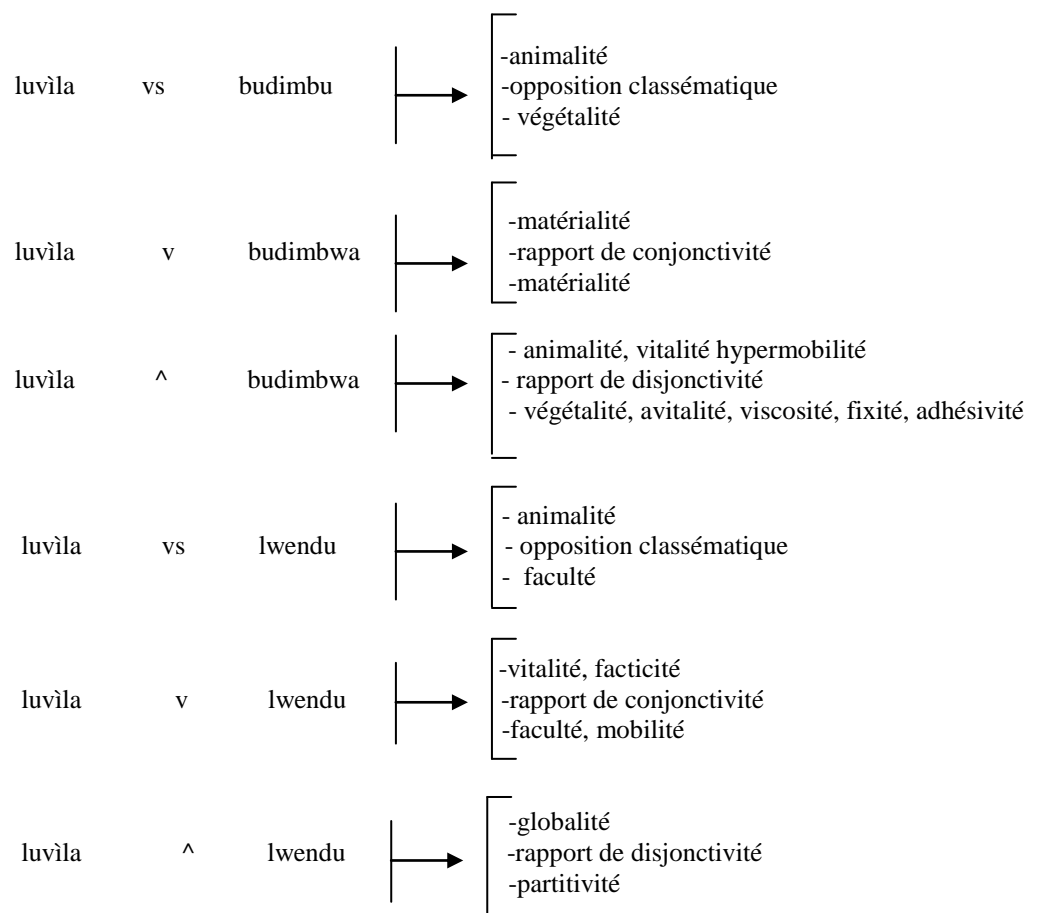 -animalité
luvìla vs budimbu -opposition classématique
- végétalité
-matérialité
luvìla v budimbwa -rapport de conjonctivité
-matérialité
- animalité, vitalité hypermobilité
luvìla ^ budimbwa - rapport de disjonctivité
- végétalité, avitalité, viscosité, fixité, adhésivité
- animalité
luvìla vs lwendu - opposition classématique
- faculté
-vitalité, facticité
luvìla v lwendu -rapport de conjonctivité
-faculté, mobilité
-globalité
luvìla ^ lwendu -rapport de disjonctivité
-partitivité